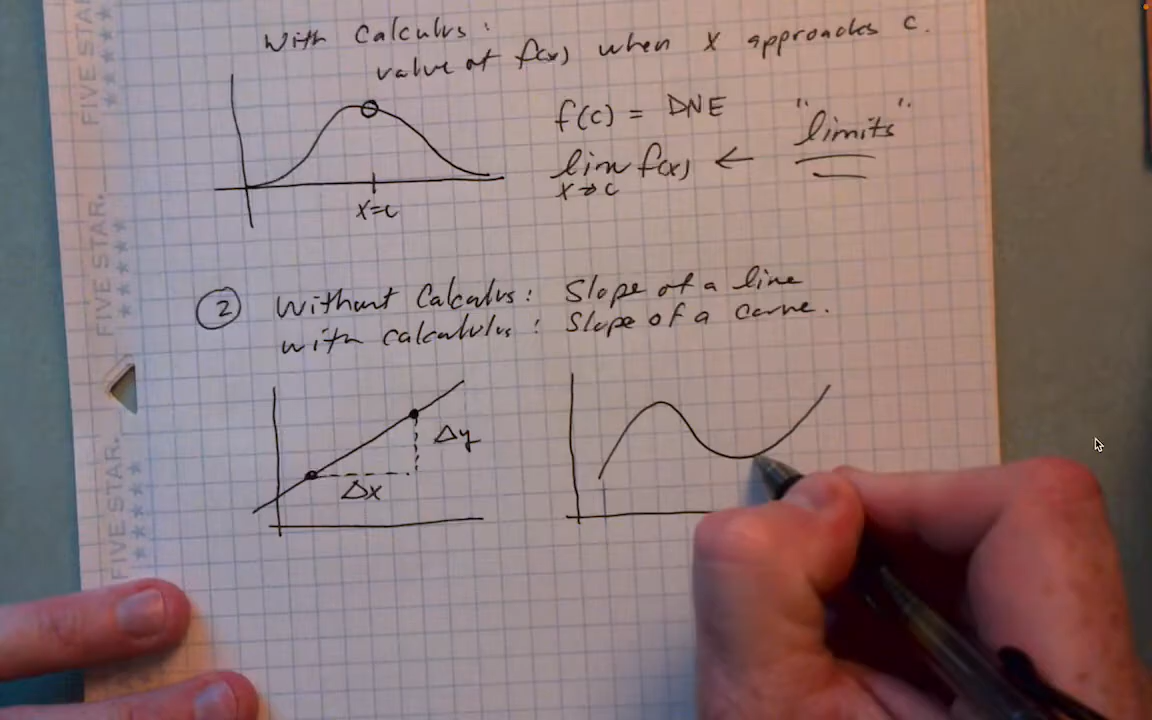 With Calculus:
value of f(x) when x approaches c.
f(c) = DNE
"limits"
lim f(x) ←
x→c
x=c
② Without Calculus: Slope of a line
with calculus: Slope of a curve.
Δy
Δx
FIVE STAR.
FIVE STAR.
FIVE STAR.